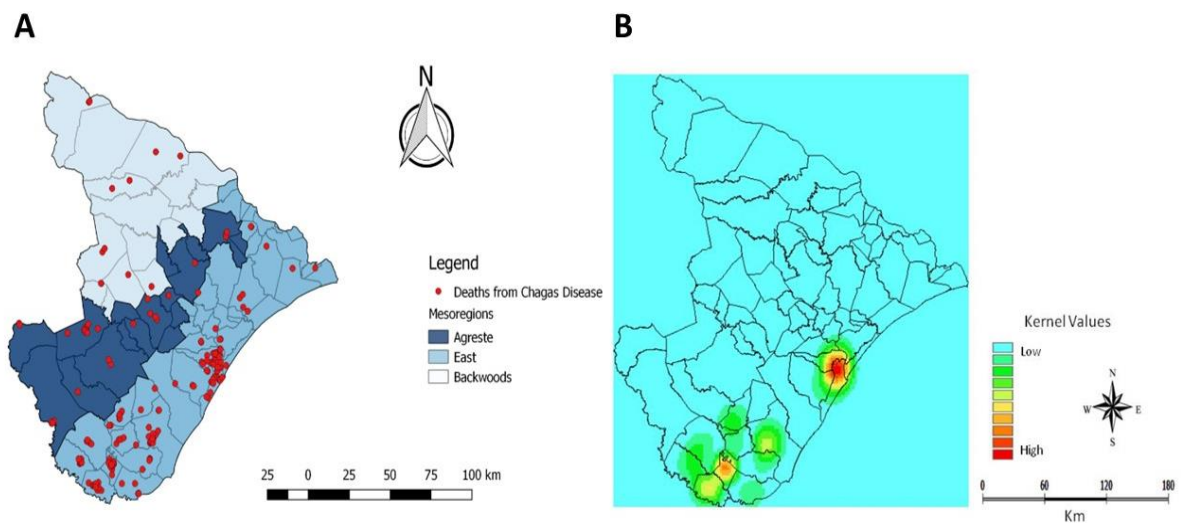 A
B
N
Legend
Deaths from Chagas Disease
Mesoregions
Agreste
East
Backwoods
25 0 25 50 75 100 km
Kernel Values
Low
High
N
W E
S
0 60 120 180
Km